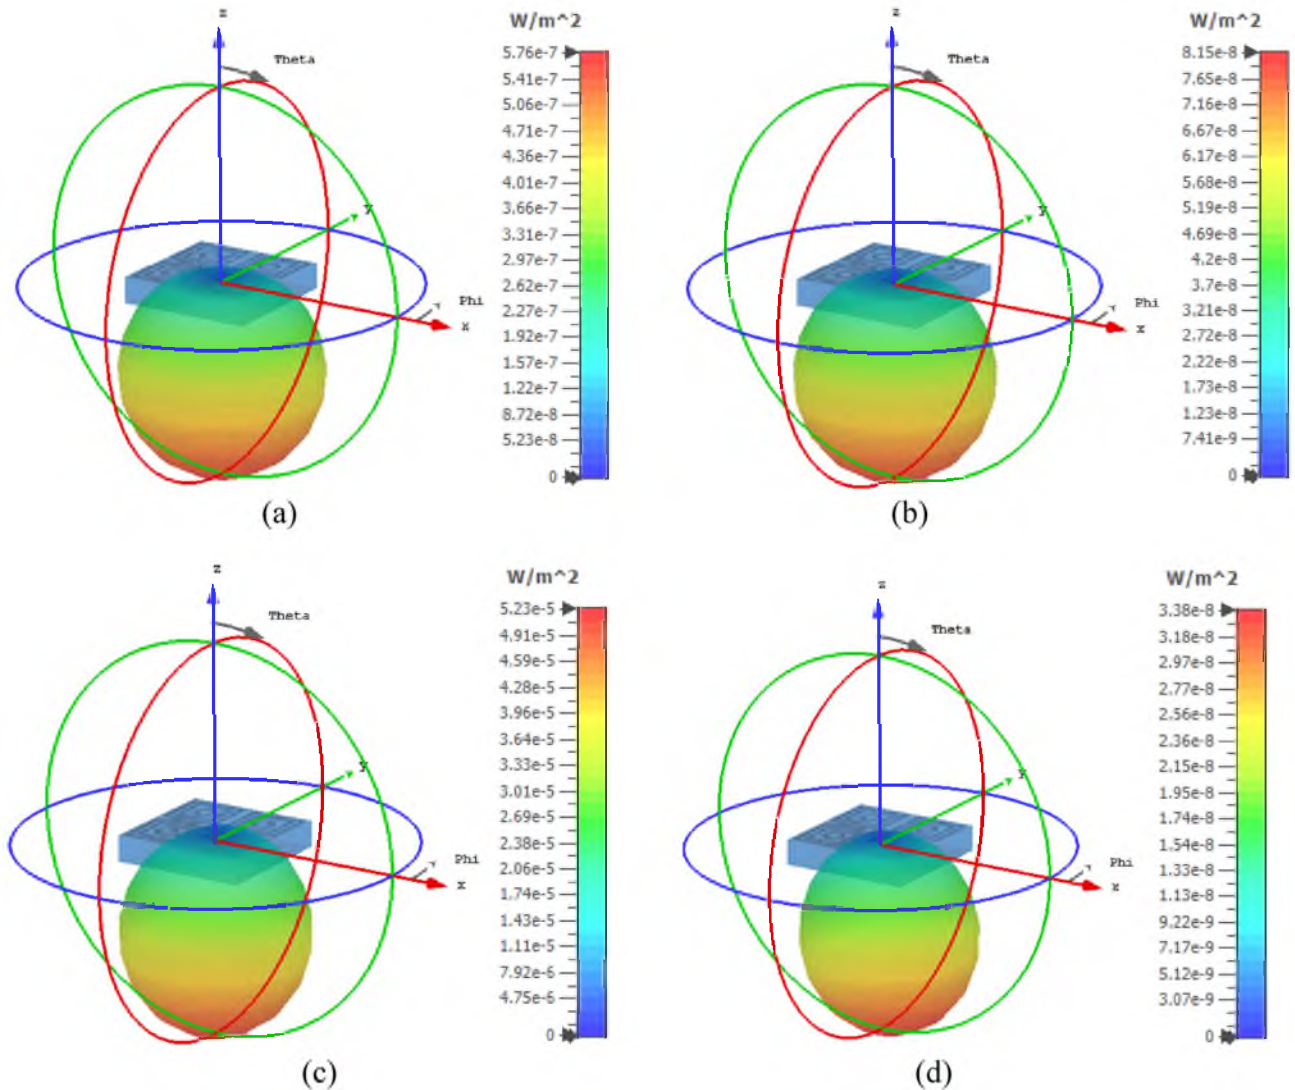 z
Theta
y
Phi
x
W/m^2
5.76e-7
5.41e-7
5.06e-7
4.71e-7
4.36e-7
4.01e-7
3.66e-7
3.31e-7
2.97e-7
2.62e-7
2.27e-7
1.92e-7
1.57e-7
1.22e-7
8.72e-8
5.23e-8
0
(a)
z
Theta
y
Phi
x
W/m^2
8.15e-8
7.65e-8
7.16e-8
6.67e-8
6.17e-8
5.68e-8
5.19e-8
4.69e-8
4.2e-8
3.7e-8
3.21e-8
2.72e-8
2.22e-8
1.73e-8
1.23e-8
7.41e-9
0
(b)
z
Theta
y
Phi
x
W/m^2
5.23e-5
4.91e-5
4.59e-5
4.28e-5
3.96e-5
3.64e-5
3.33e-5
3.01e-5
2.69e-5
2.38e-5
2.06e-5
1.74e-5
1.43e-5
1.11e-5
7.92e-6
4.75e-6
0
(c)
z
Theta
y
Phi
x
W/m^2
3.38e-8
3.18e-8
2.97e-8
2.77e-8
2.56e-8
2.36e-8
2.15e-8
1.95e-8
1.74e-8
1.54e-8
1.33e-8
1.13e-8
9.22e-9
7.17e-9
5.12e-9
3.07e-9
0
(d)